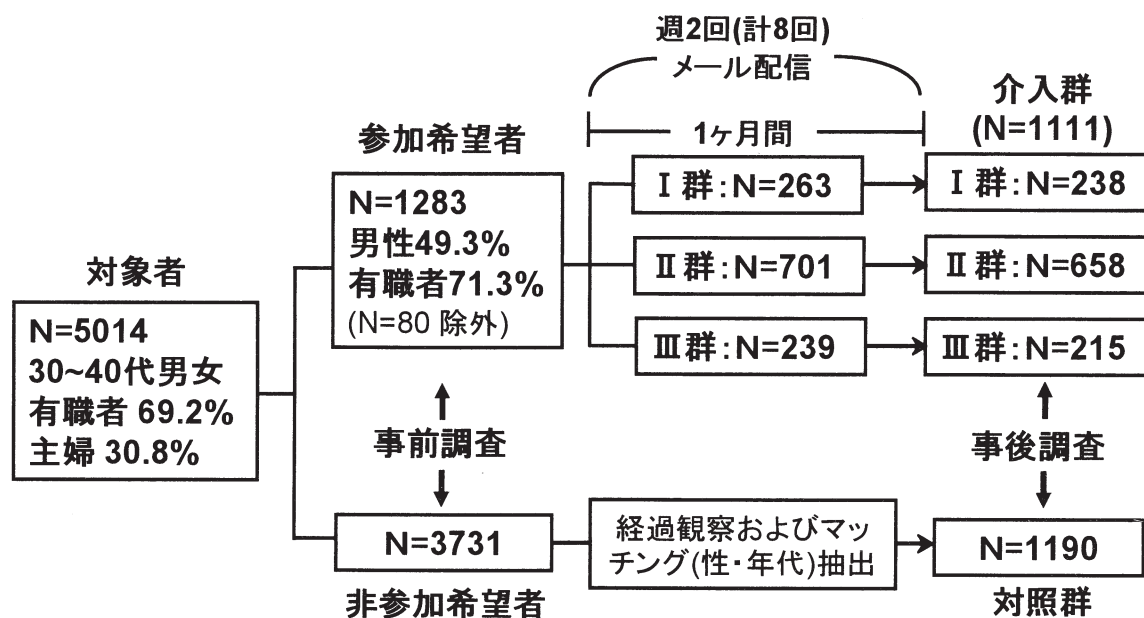 週2回(計8回)
メール配信
1ヶ月間
介入群
(N=1111)
参加希望者
N=1283
男性49.3%
有職者71.3%
(N=80 除外)
Ⅰ群:N=263
Ⅰ群:N=238
Ⅱ群:N=701
Ⅱ群:N=658
Ⅲ群:N=239
Ⅲ群:N=215
対象者
N=5014
30~40代男女
有職者 69.2%
主婦 30.8%
事前調査
事後調査
N=3731
非参加希望者
経過観察およびマッ
チング(性・年代)抽出
N=1190
対照群